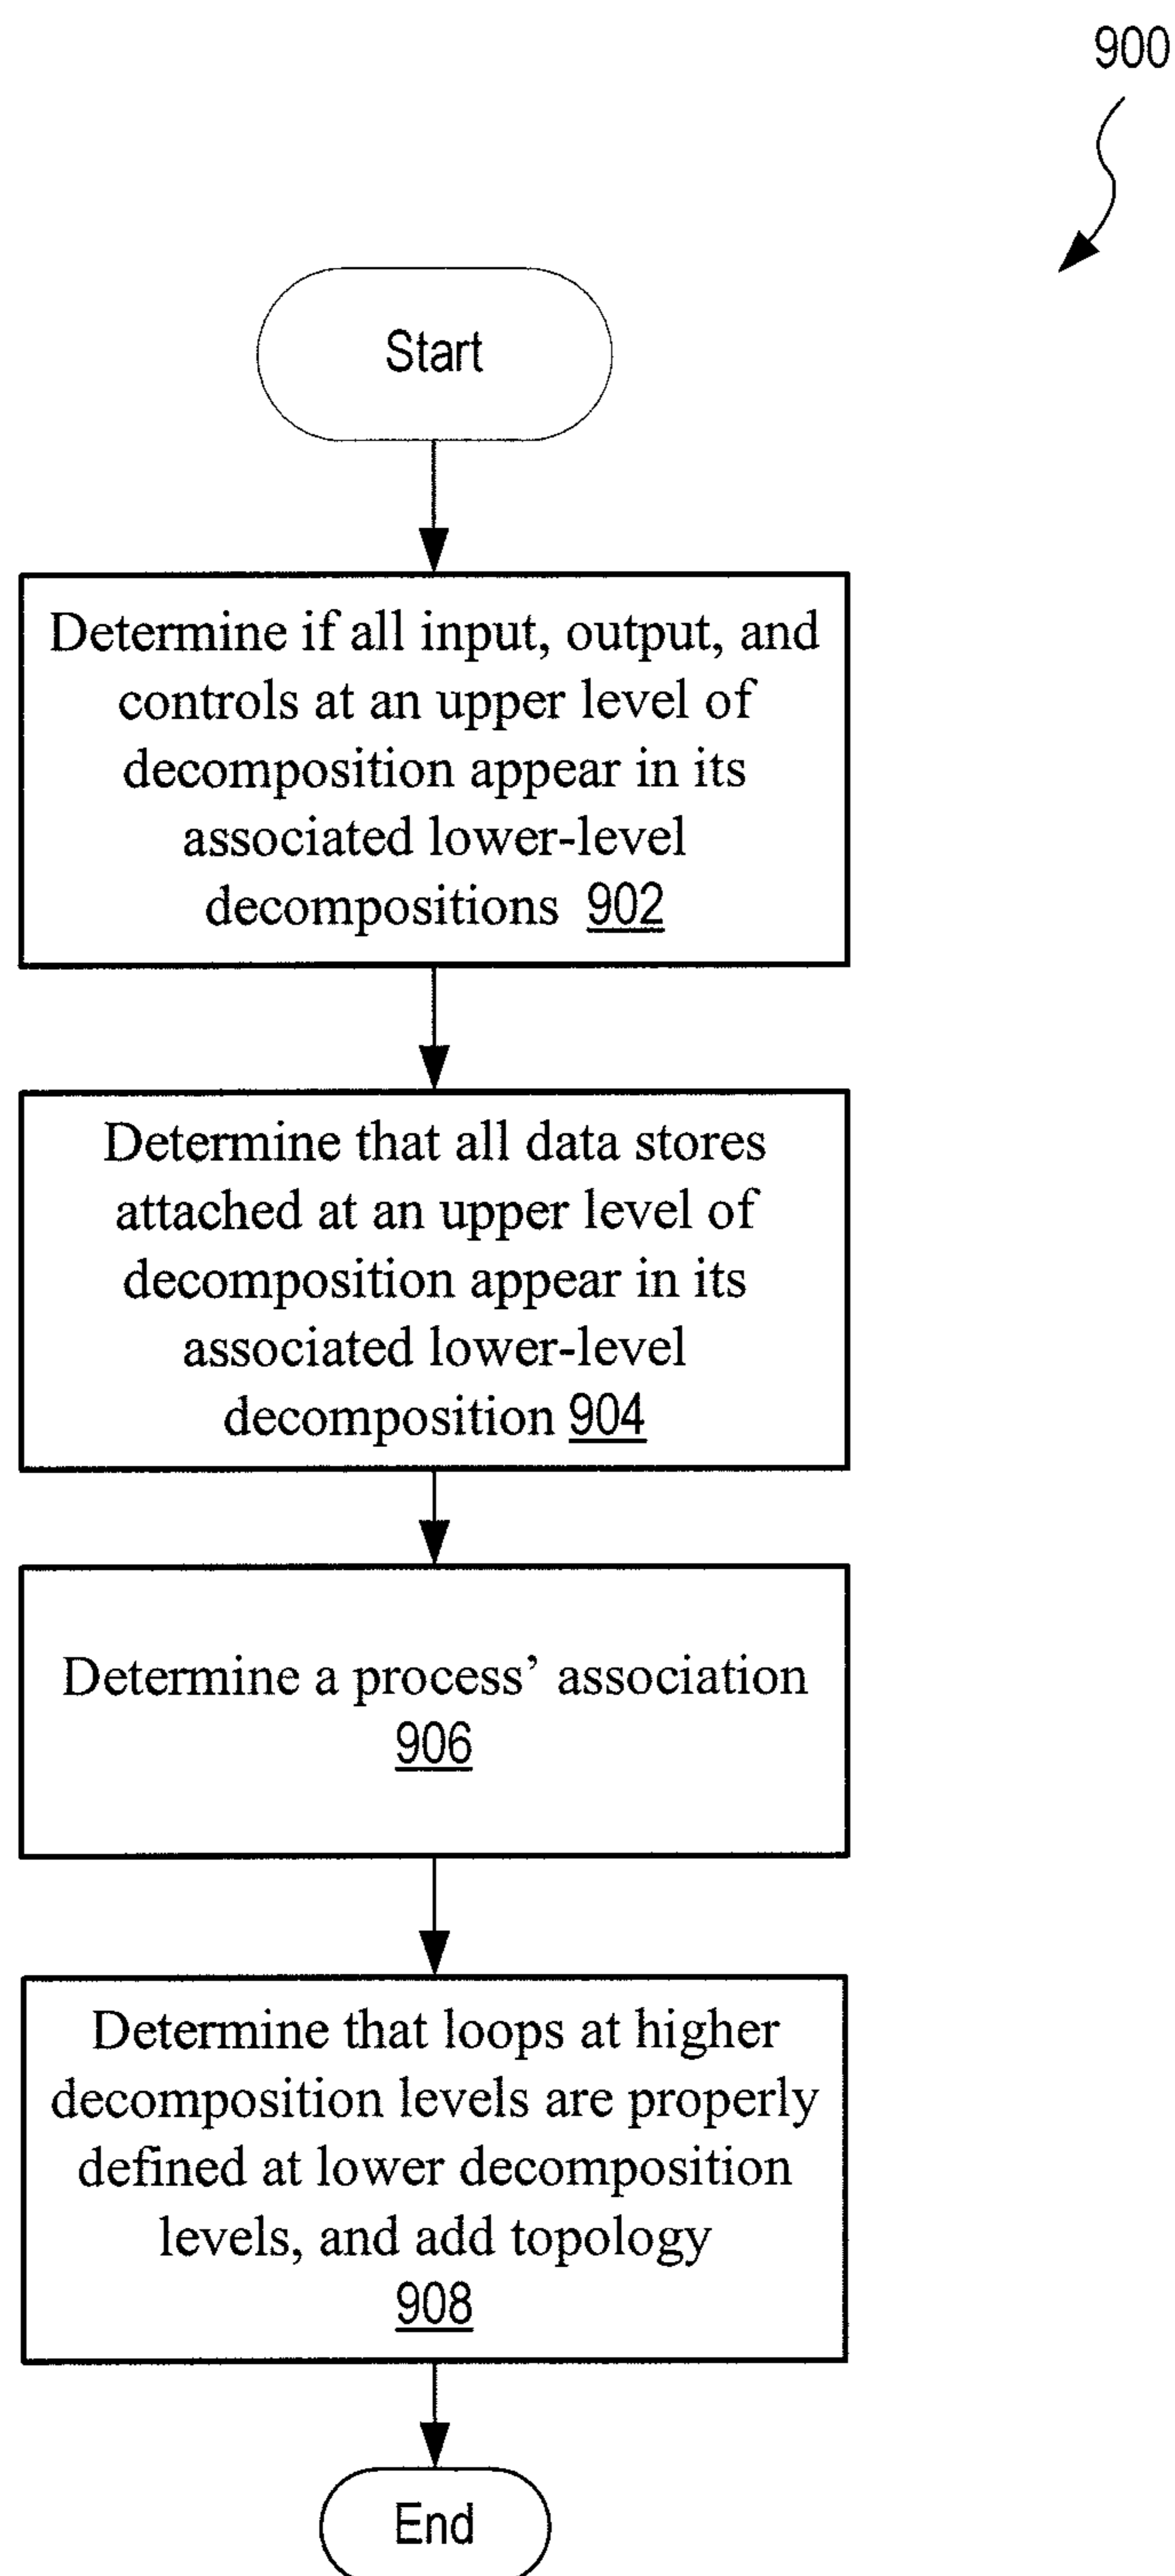 900
Start
Determine if all input, output, and
controls at an upper level of
decomposition appear in its
associated lower-level
decompositions 902
Determine that all data stores
attached at an upper level of
decomposition appear in its
associated lower-level
decomposition 904
Determine a process’ association
906
Determine that loops at higher
decomposition levels are properly
defined at lower decomposition
levels, and add topology
908
End